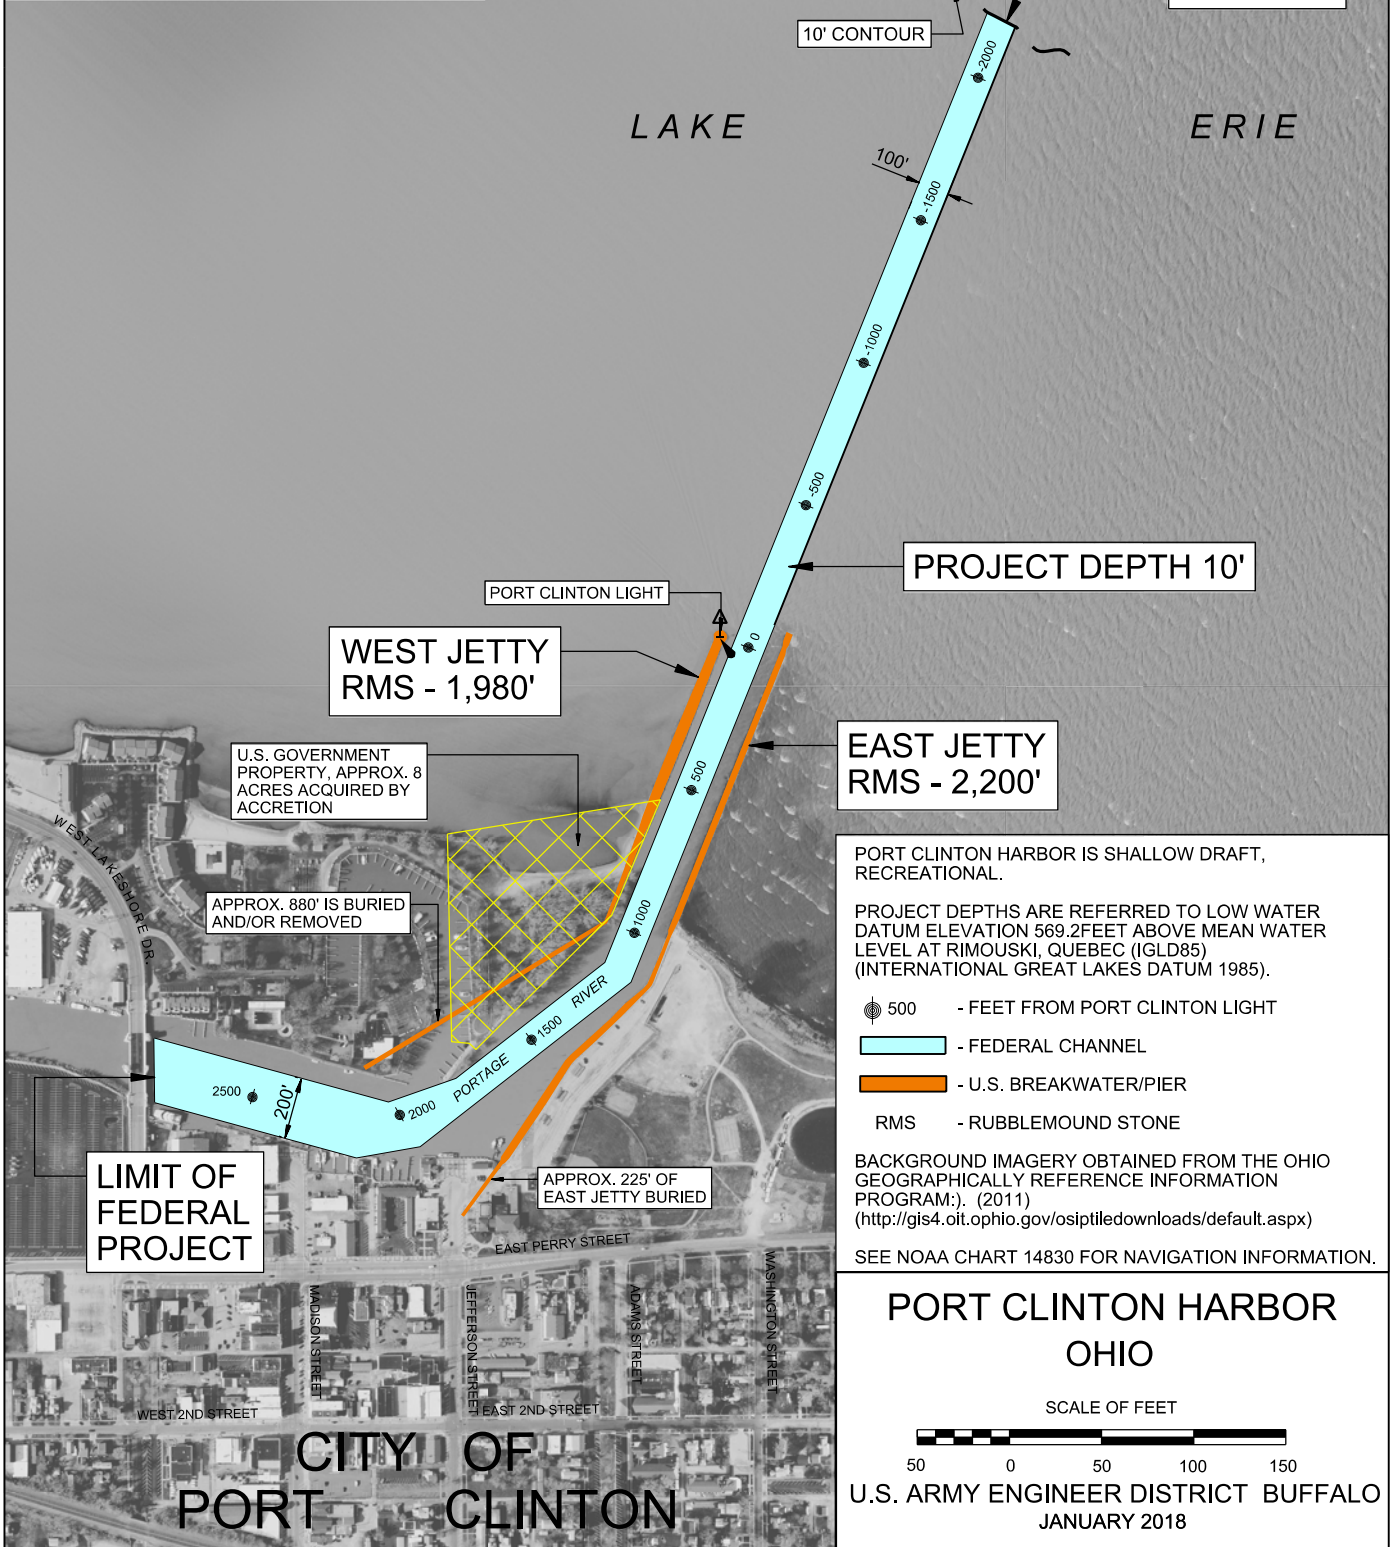 10' CONTOUR
-2000
LAKE ERIE
100'
-1500
-1000
-500
PROJECT DEPTH 10'
PORT CLINTON LIGHT
0
WEST JETTY
RMS - 1,980'
EAST JETTY
RMS - 2,200'
U.S. GOVERNMENT
PROPERTY, APPROX. 8
ACRES ACQUIRED BY
ACCRETION
500
WEST LAKESHORE DR.
APPROX. 880' IS BURIED
AND/OR REMOVED
1000
RIVER
1500
PORTAGE
2000
2500
200'
LIMIT OF
FEDERAL
PROJECT
APPROX. 225' OF
EAST JETTY BURIED
EAST PERRY STREET
MADISON STREET
JEFFERSON STREET
ADAMS STREET
WASHINGTON STREET
WEST 2ND STREET
EAST 2ND STREET
CITY OF
PORT CLINTON
PORT CLINTON HARBOR IS SHALLOW DRAFT,
RECREATIONAL.
PROJECT DEPTHS ARE REFERRED TO LOW WATER
DATUM ELEVATION 569.2FEET ABOVE MEAN WATER
LEVEL AT RIMOUSKI, QUEBEC (IGLD85)
(INTERNATIONAL GREAT LAKES DATUM 1985).
500 - FEET FROM PORT CLINTON LIGHT
- FEDERAL CHANNEL
- U.S. BREAKWATER/PIER
RMS - RUBBLEMOUND STONE
BACKGROUND IMAGERY OBTAINED FROM THE OHIO
GEOGRAPHICALLY REFERENCE INFORMATION
PROGRAM:). (2011)
(http://gis4.oit.ophio.gov/osiptiledownloads/default.aspx)
SEE NOAA CHART 14830 FOR NAVIGATION INFORMATION.
PORT CLINTON HARBOR
OHIO
SCALE OF FEET
50 0 50 100 150
U.S. ARMY ENGINEER DISTRICT BUFFALO
JANUARY 2018